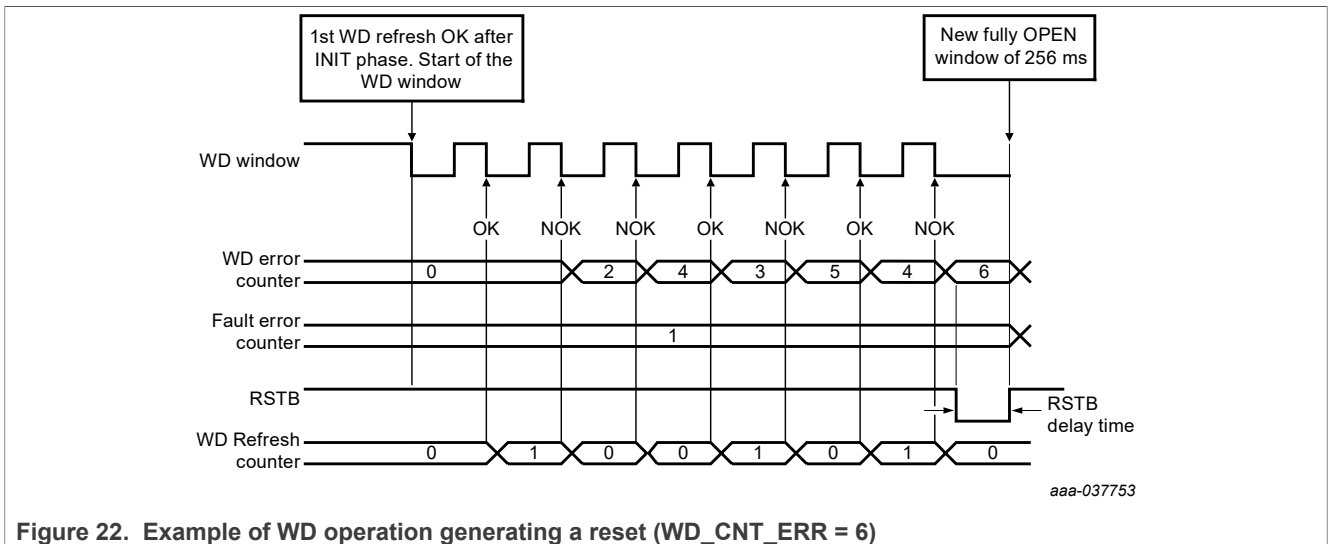 1st WD refresh OK after
INIT phase. Start of the
WD window
New fully OPEN
window of 256 ms
WD window
OK NOK NOK OK NOK OK NOK
WD error
counter
0 2 4 3 5 4 6
Fault error
counter
1
RSTB
RSTB
delay time
WD Refresh
counter
0 1 0 0 1 0 1 0
aaa-037753
Figure 22. Example of WD operation generating a reset (WD_CNT_ERR = 6)